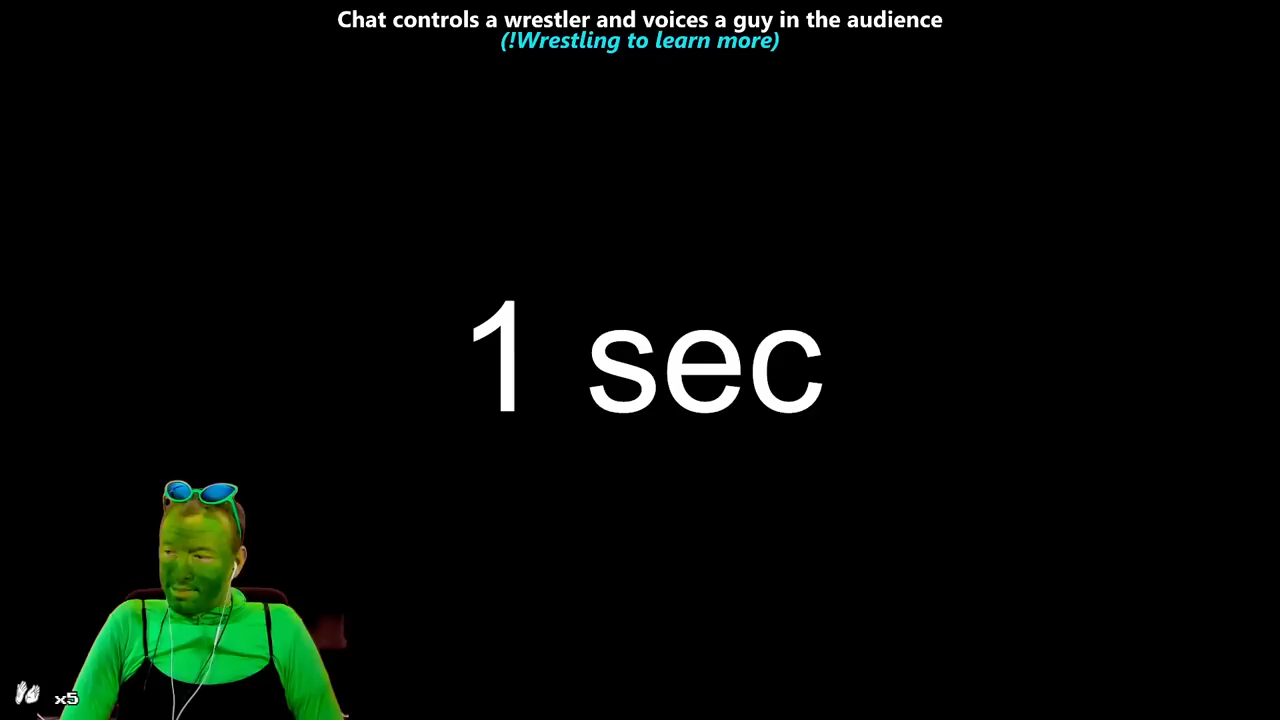 Chat controls a wrestler and voices a guy in the audience
(!Wrestling to learn more)
1 sec
x5